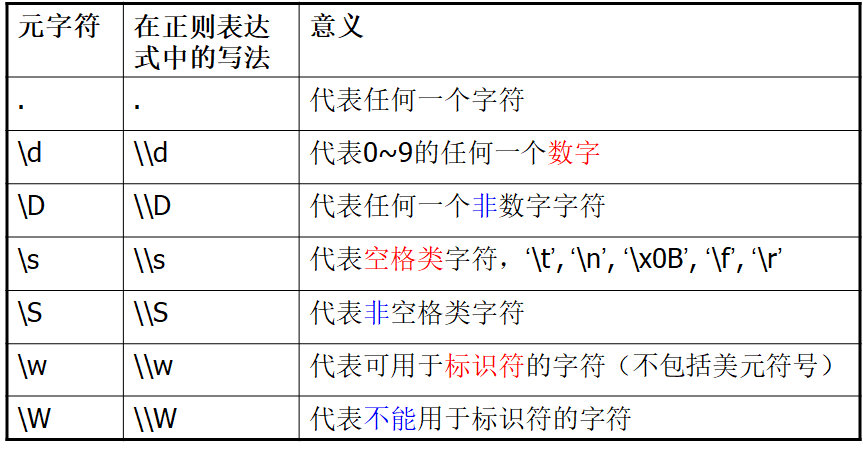 元字符 在正则表达式中的写法 意义
. . 代表任何一个字符
\d \\d 代表0~9的任何一个数字
\D \\D 代表任何一个非数字字符
\s \\s 代表空格类字符，‘\t’, ‘\n’, ‘\x0B’, ‘\f’, ‘\r’
\S \\S 代表非空格类字符
\w \\w 代表可用于标识符的字符（不包括美元符号）
\W \\W 代表不能用于标识符的字符